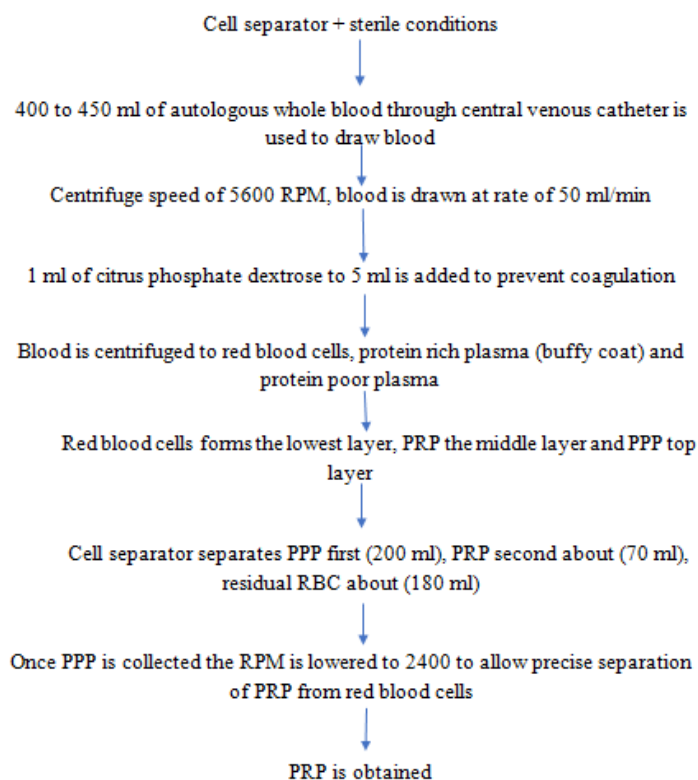 Cell separator + sterile conditions
400 to 450 ml of autologous whole blood through central venous catheter is
used to draw blood
Centrifuge speed of 5600 RPM, blood is drawn at rate of 50 ml/min
1 ml of citrus phosphate dextrose to 5 ml is added to prevent coagulation
Blood is centrifuged to red blood cells, protein rich plasma (buffy coat) and
protein poor plasma
Red blood cells forms the lowest layer, PRP the middle layer and PPP top
layer
Cell separator separates PPP first (200 ml), PRP second about (70 ml),
residual RBC about (180 ml)
Once PPP is collected the RPM is lowered to 2400 to allow precise separation
of PRP from red blood cells
PRP is obtained